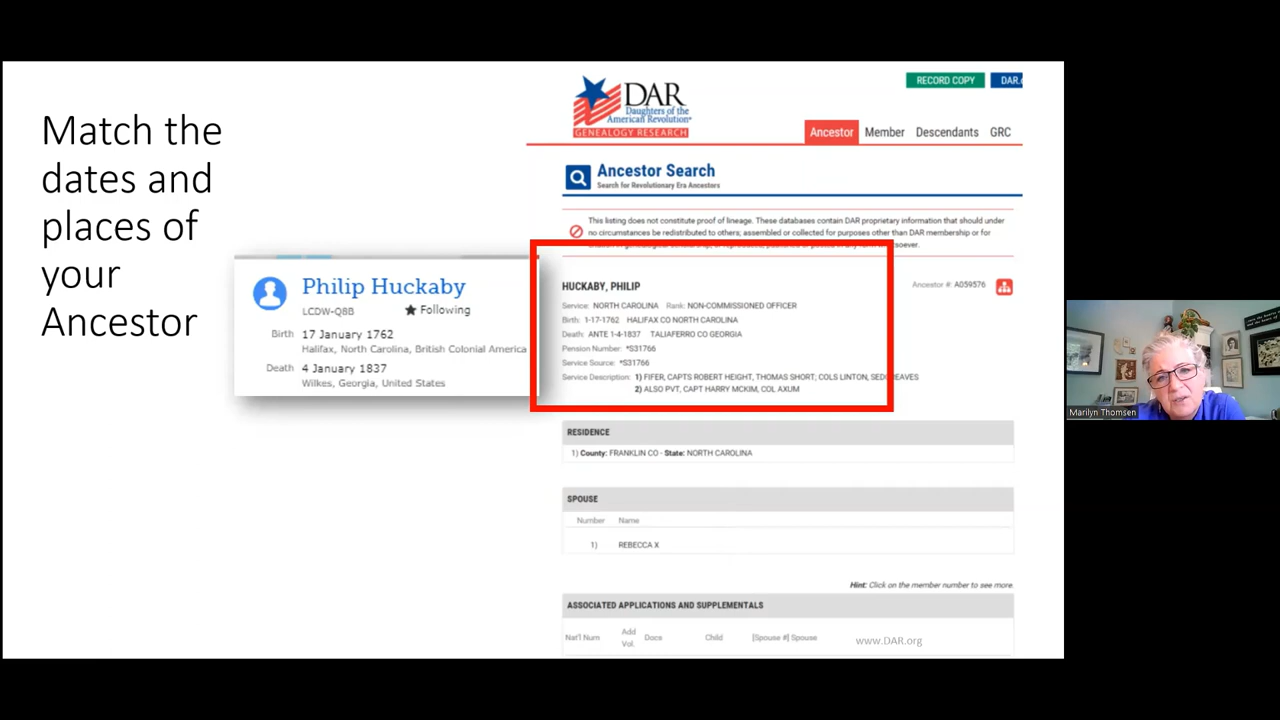 Match the
dates and
places of
your
Ancestor
Philip Huckaby
LCDW-Q8B
Following
Birth 17 January 1762
Halifax, North Carolina, British Colonial America
Death 4 January 1837
Wilkes, Georgia, United States
RECORD COPY
DAR.
DAR
Daughters of the
American Revolution
GENEALOGY RESEARCH
Ancestor Member Descendants GRC
Ancestor Search
Search for Revolutionary Era Ancestors
This listing does not constitute proof of lineage. These databases contain DAR proprietary information that should under
no circumstances be redistributed to others; assembled or collected for purposes other than DAR membership or for
HUCKABY, PHILIP
Ancestor #: A059576
Service: NORTH CAROLINA Rank: NON-COMMISSIONED OFFICER
Birth: 1-17-1762 HALIFAX CO NORTH CAROLINA
Death: ANTE 1-4-1837 TALIAFERRO CO GEORGIA
Pension Number: *S31766
Service Source: *S31766
Service Description: 1) FIFER, CAPTS ROBERT HEIGHT, THOMAS SHORT; COLS LINTON,
2) ALSO PVT, CAPT HARRY MCKIM, COL AXUM
RESIDENCE
1) County: FRANKLIN CO - State: NORTH CAROLINA
SPOUSE
Number Name
1) REBECCA X
Hint: Click on the member number to see more.
ASSOCIATED APPLICATIONS AND SUPPLEMENTALS
Nat'l Num Add Vol. Docs Child [Spouse #] Spouse
www.DAR.org
Marilyn Thomsen